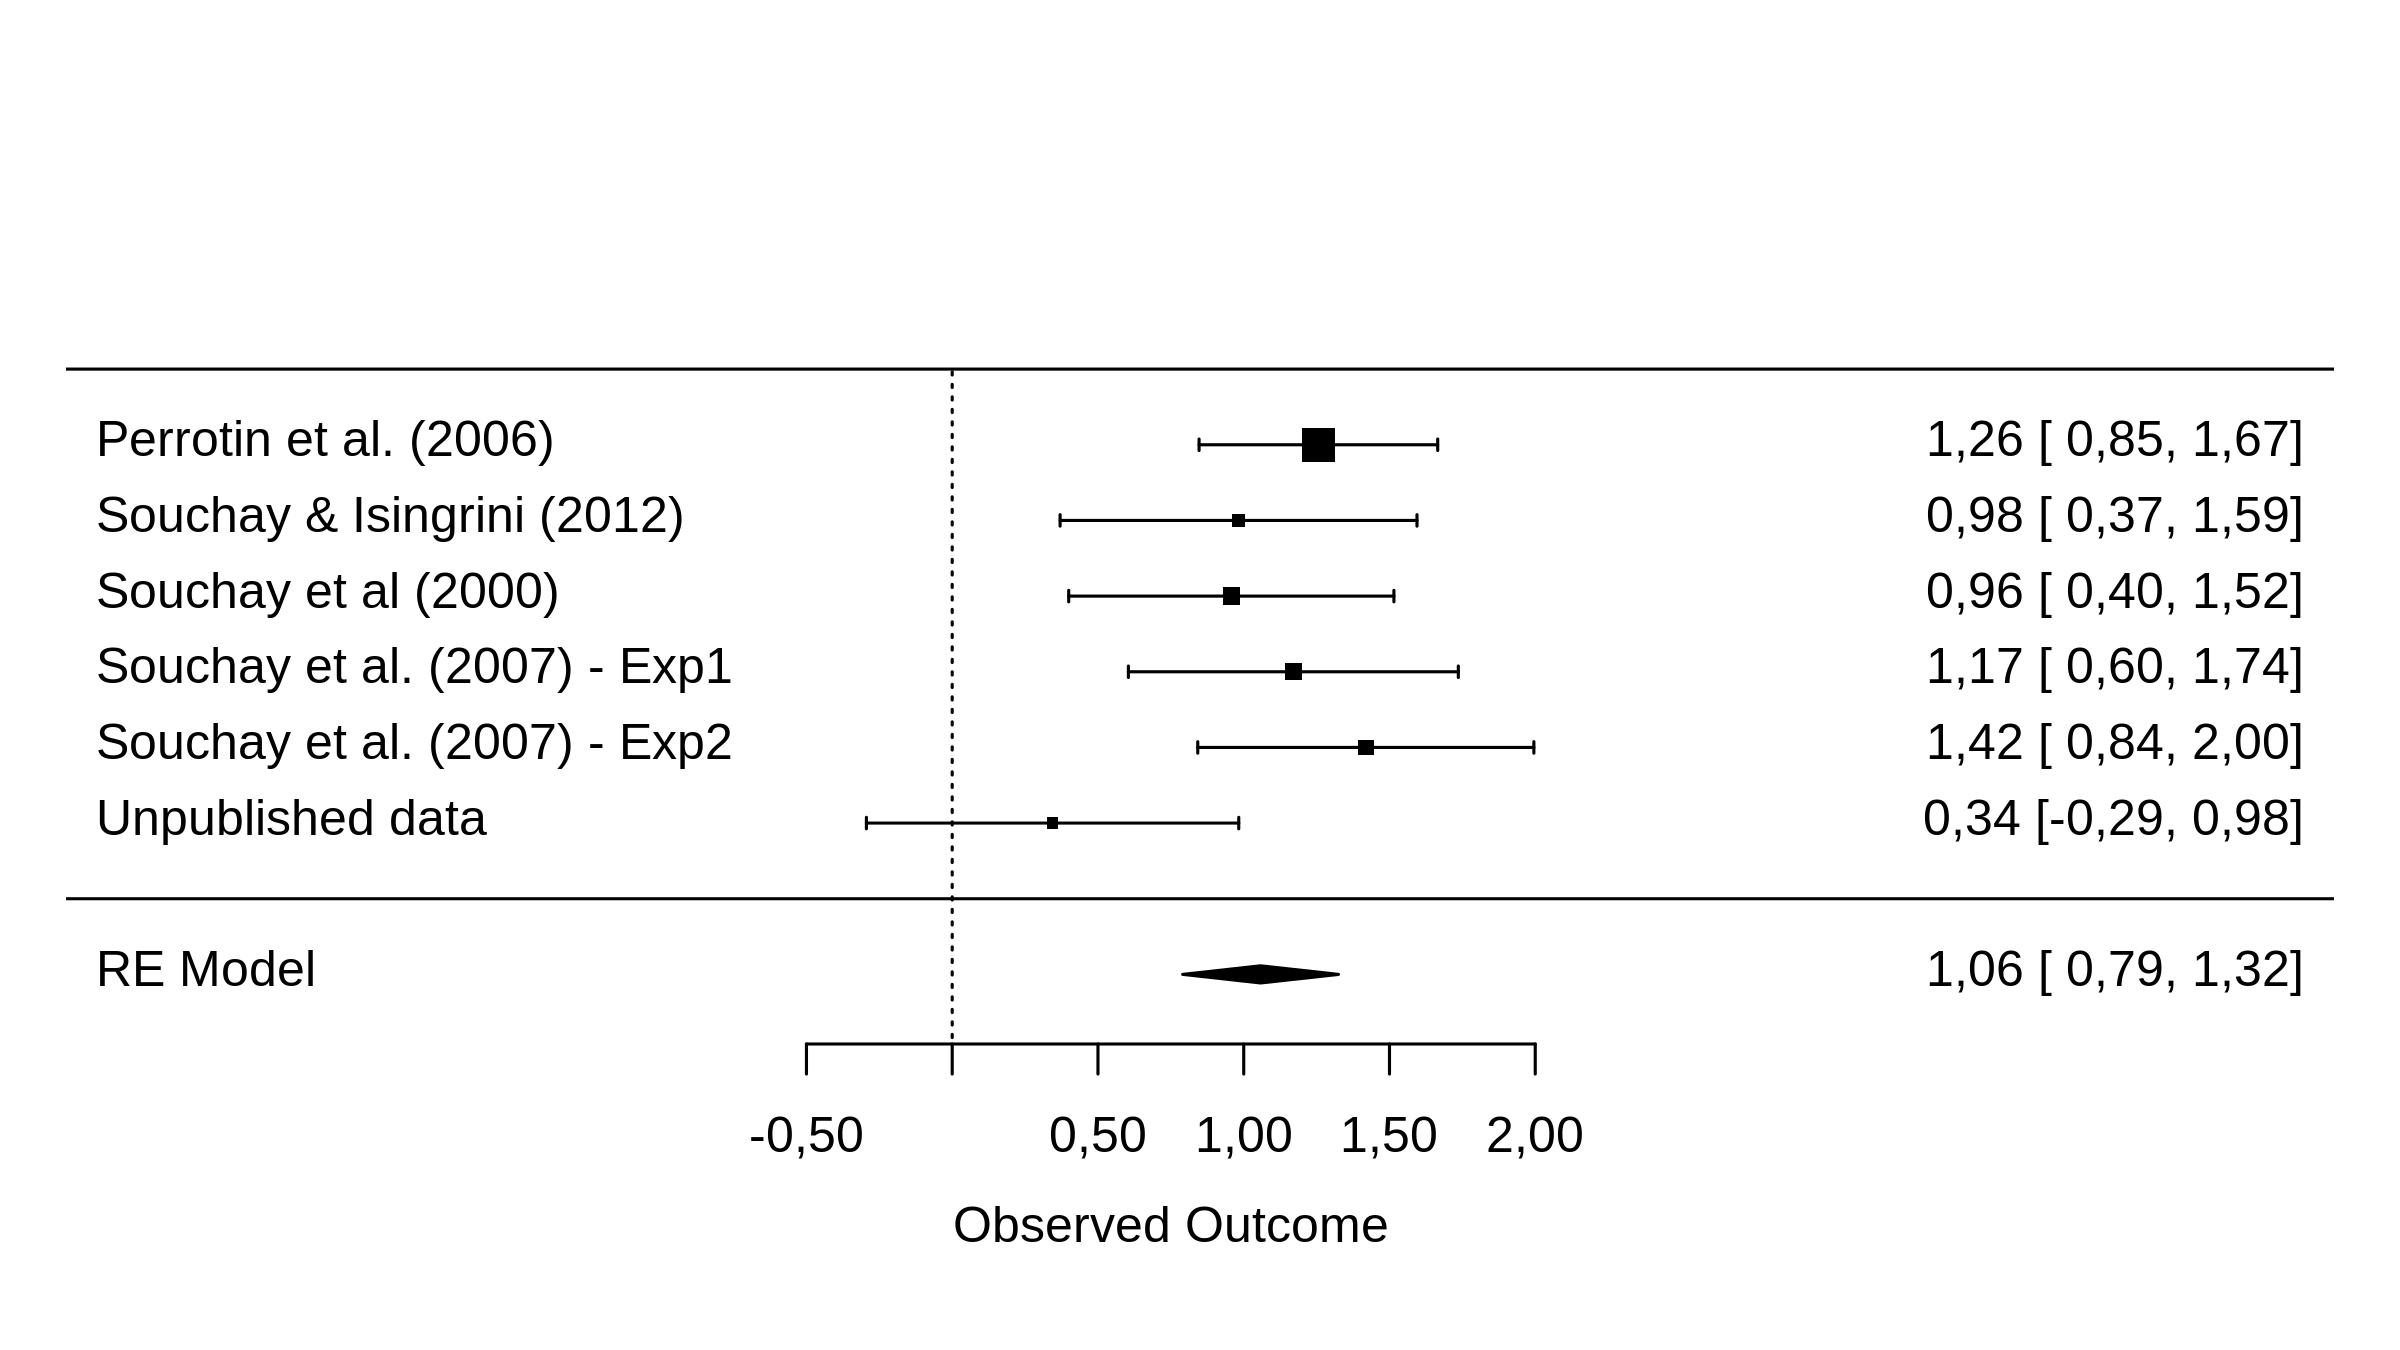 Perrotin et al. (2006) 1,26 [ 0,85, 1,67]
Souchay & Isingrini (2012) 0,98 [ 0,37, 1,59]
Souchay et al (2000) 0,96 [ 0,40, 1,52]
Souchay et al. (2007) - Exp1 1,17 [ 0,60, 1,74]
Souchay et al. (2007) - Exp2 1,42 [ 0,84, 2,00]
Unpublished data 0,34 [-0,29, 0,98]
RE Model 1,06 [ 0,79, 1,32]
-0,50 0,50 1,00 1,50 2,00
Observed Outcome